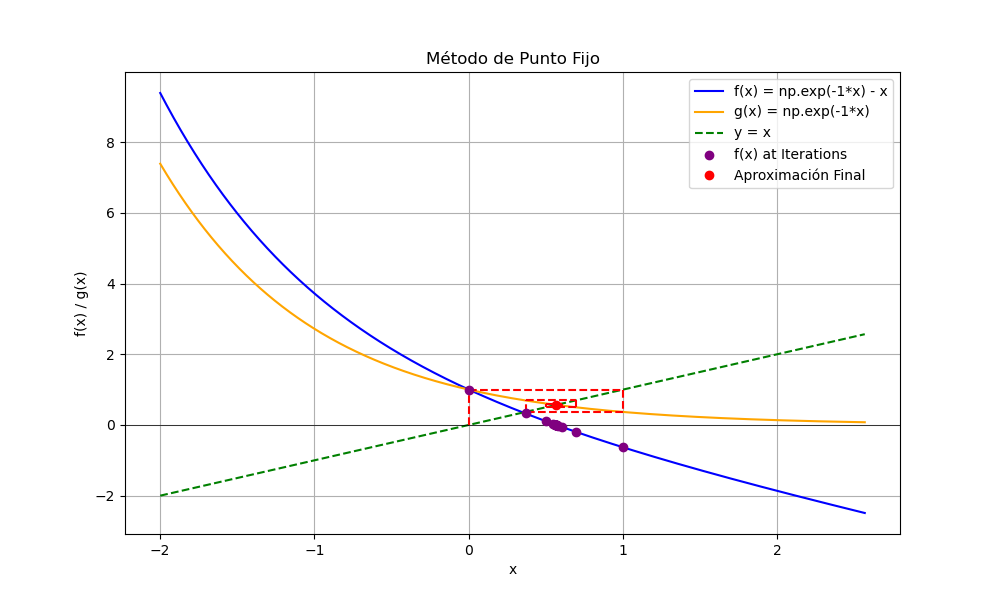 Método de Punto Fijo
f(x) = np.exp(-1*x) - x
g(x) = np.exp(-1*x)
y = x
f(x) at Iterations
Aproximación Final
f(x) / g(x)
8
6
4
2
0
−2
−2 −1 0 1 2
x